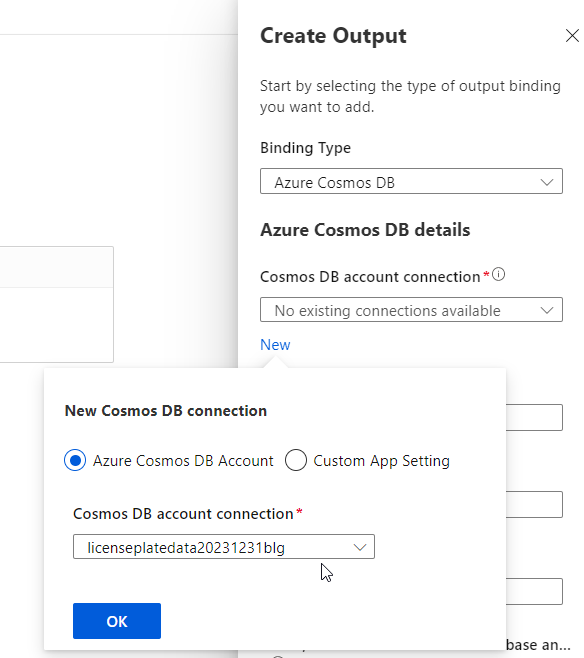 Create Output
Start by selecting the type of output binding
you want to add.
Binding Type
Azure Cosmos DB
Azure Cosmos DB details
Cosmos DB account connection *
No existing connections available
New
New Cosmos DB connection
Azure Cosmos DB Account
Custom App Setting
Cosmos DB account connection *
licenseplatedata20231231blg
OK
base an...